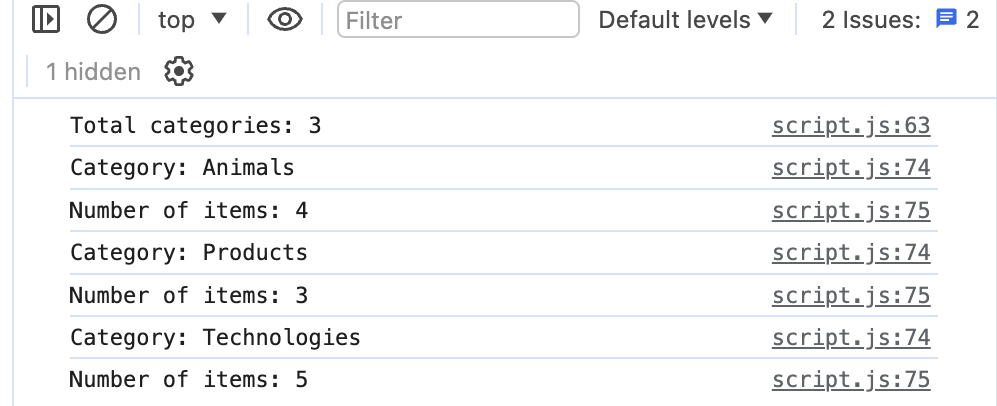 top Filter Default levels 2 Issues: 2
1 hidden
Total categories: 3 script.js:63
Category: Animals script.js:74
Number of items: 4 script.js:75
Category: Products script.js:74
Number of items: 3 script.js:75
Category: Technologies script.js:74
Number of items: 5 script.js:75